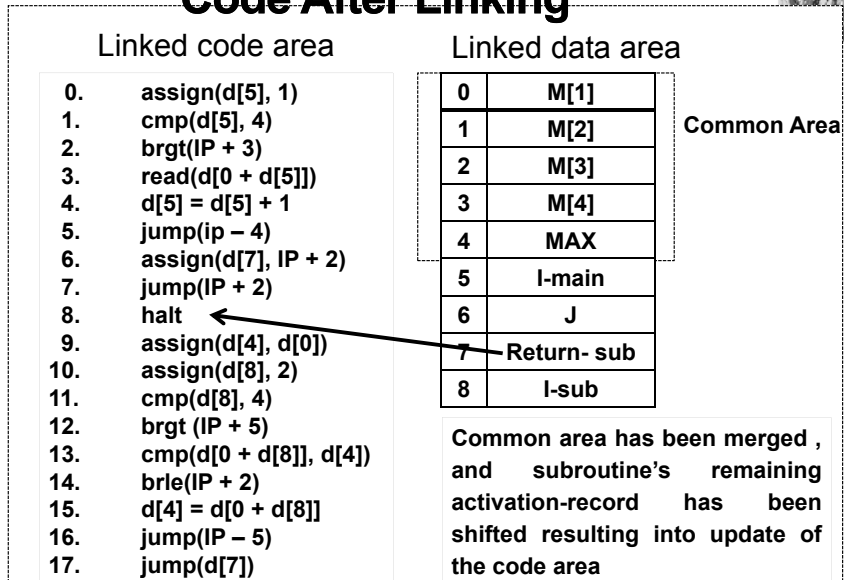 Code After Linking
Linked code area
0. assign(d[5], 1)
1. cmp(d[5], 4)
2. brgt(IP + 3)
3. read(d[0 + d[5]])
4. d[5] = d[5] + 1
5. jump(ip – 4)
6. assign(d[7], IP + 2)
7. jump(IP + 2)
8. halt
9. assign(d[4], d[0])
10. assign(d[8], 2)
11. cmp(d[8], 4)
12. brgt (IP + 5)
13. cmp(d[0 + d[8]], d[4])
14. brle(IP + 2)
15. d[4] = d[0 + d[8]]
16. jump(IP – 5)
17. jump(d[7])
Linked data area
0 M[1]
1 M[2]
2 M[3]
3 M[4]
4 MAX
5 I-main
6 J
7 Return- sub
8 I-sub
Common Area
Common area has been merged ,
and subroutine’s remaining
activation-record has been
shifted resulting into update of
the code area